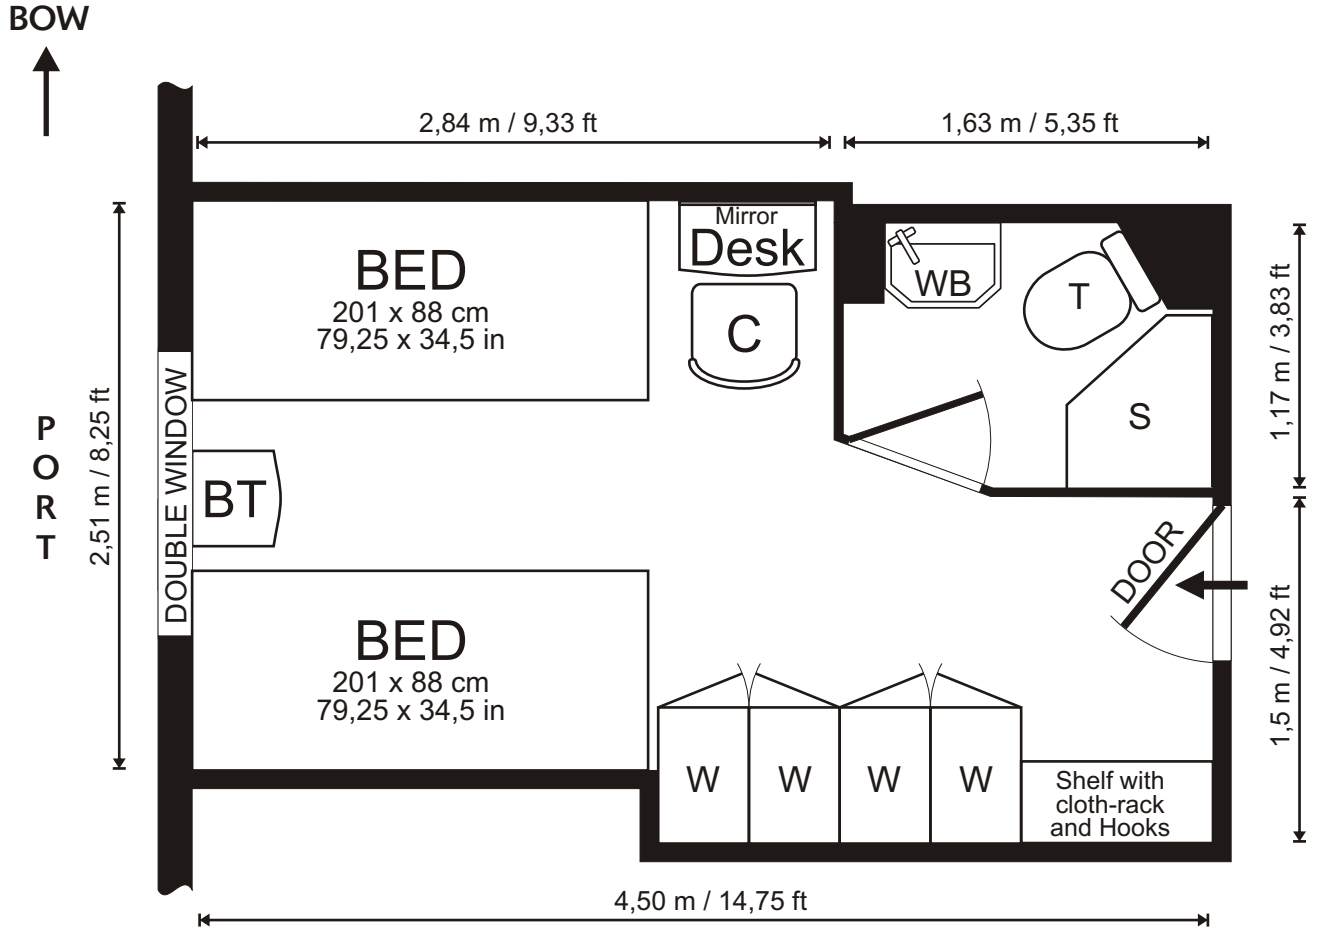 BOW
2,84 m / 9,33 ft
1,63 m / 5,35 ft
Mirror
Desk
BED
201 x 88 cm
79,25 x 34,5 in
C
WB
T
S
1,17 m / 3,83 ft
PORT
2,51 m / 8,25 ft
DOUBLE WINDOW
BT
DOOR
1,5 m / 4,92 ft
BED
201 x 88 cm
79,25 x 34,5 in
W W W W
Shelf with
cloth-rack
and Hooks
4,50 m / 14,75 ft